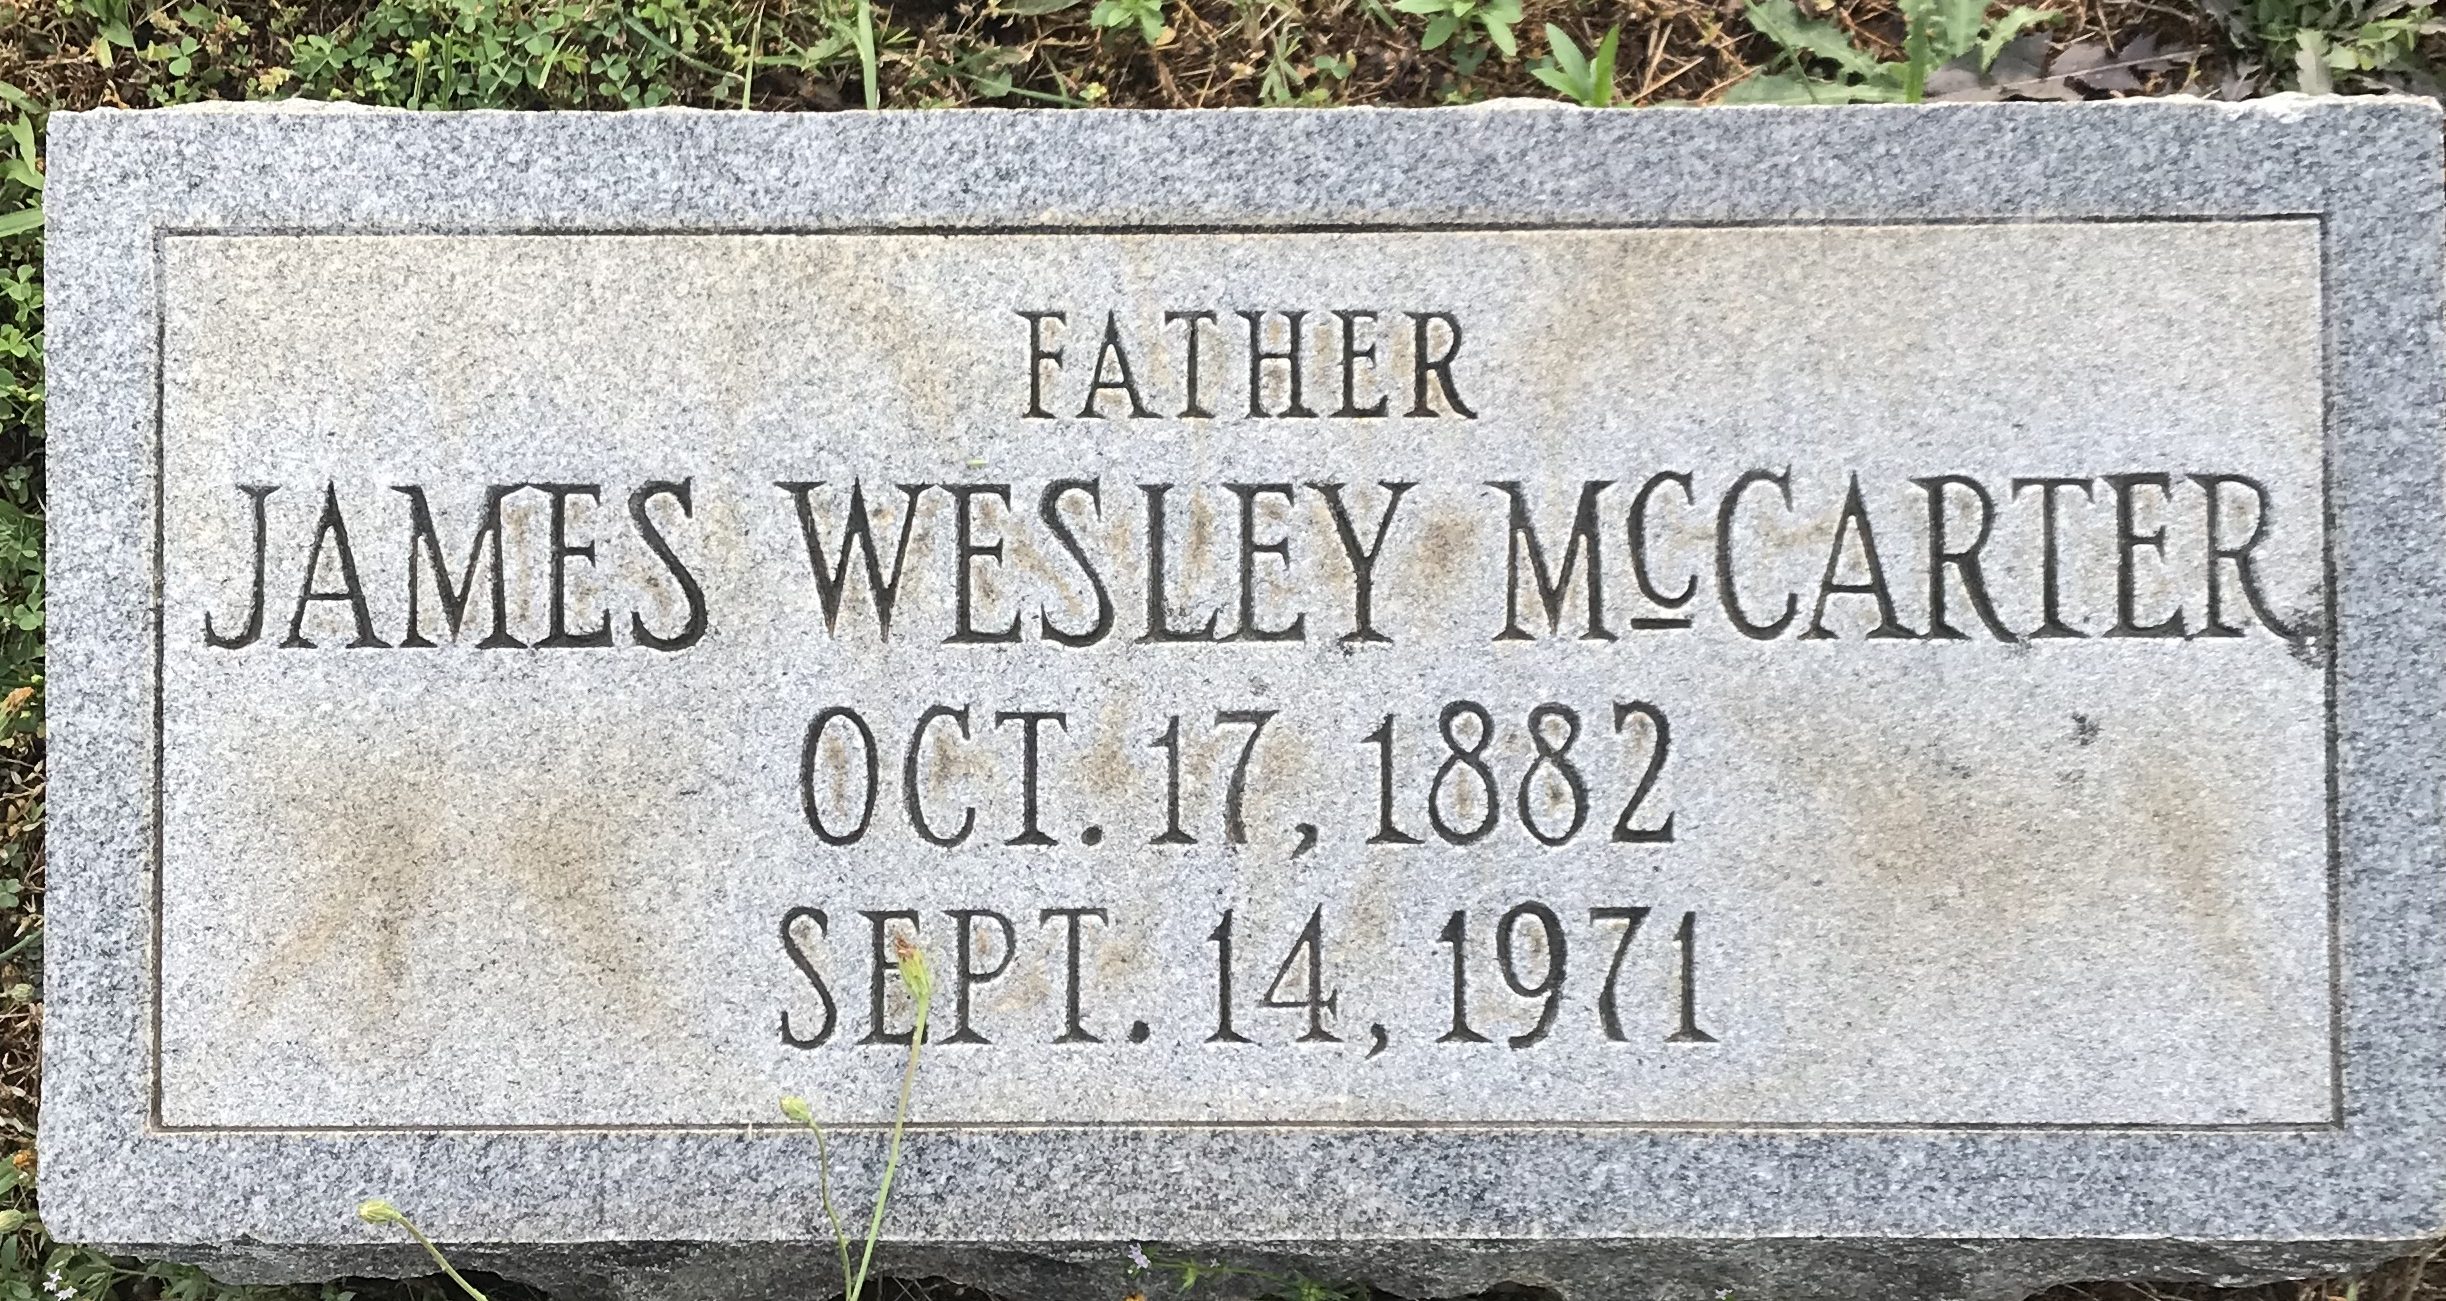 FATHER
JAMES WESLEY McCARTER
OCT. 17, 1882
SEPT. 14, 1971